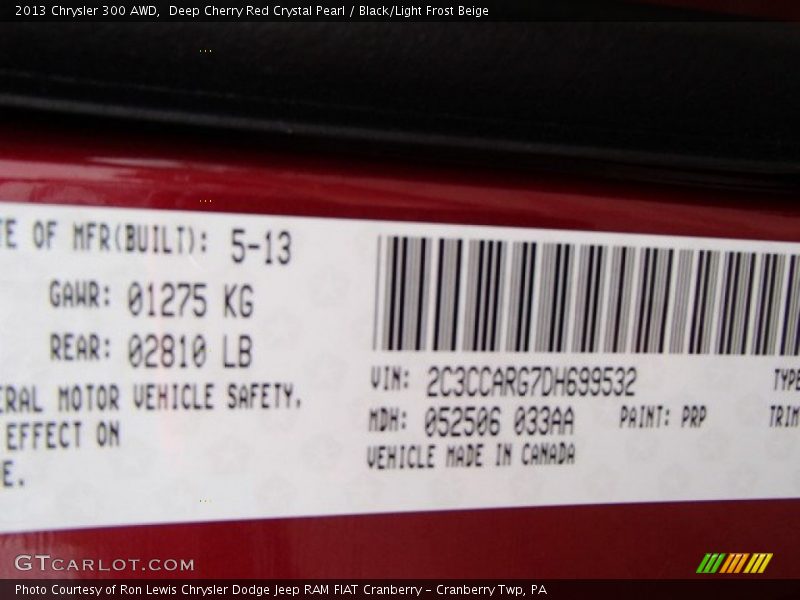 2013 Chrysler 300 AWD,  Deep Cherry Red Crystal Pearl / Black/Light Frost Beige
TE OF MFR(BUILT): 5-13
GAWR: 01275 KG
REAR: 02810 LB
ERAL MOTOR VEHICLE SAFETY,
EFFECT ON
E.
VIN: 2C3CCARG7DH699532
TYPE
MDH: 052506 033AA PAINT: PRP TRIM
VEHICLE MADE IN CANADA
GTCARLOT.COM
Photo Courtesy of Ron Lewis Chrysler Dodge Jeep RAM FIAT Cranberry - Cranberry Twp, PA